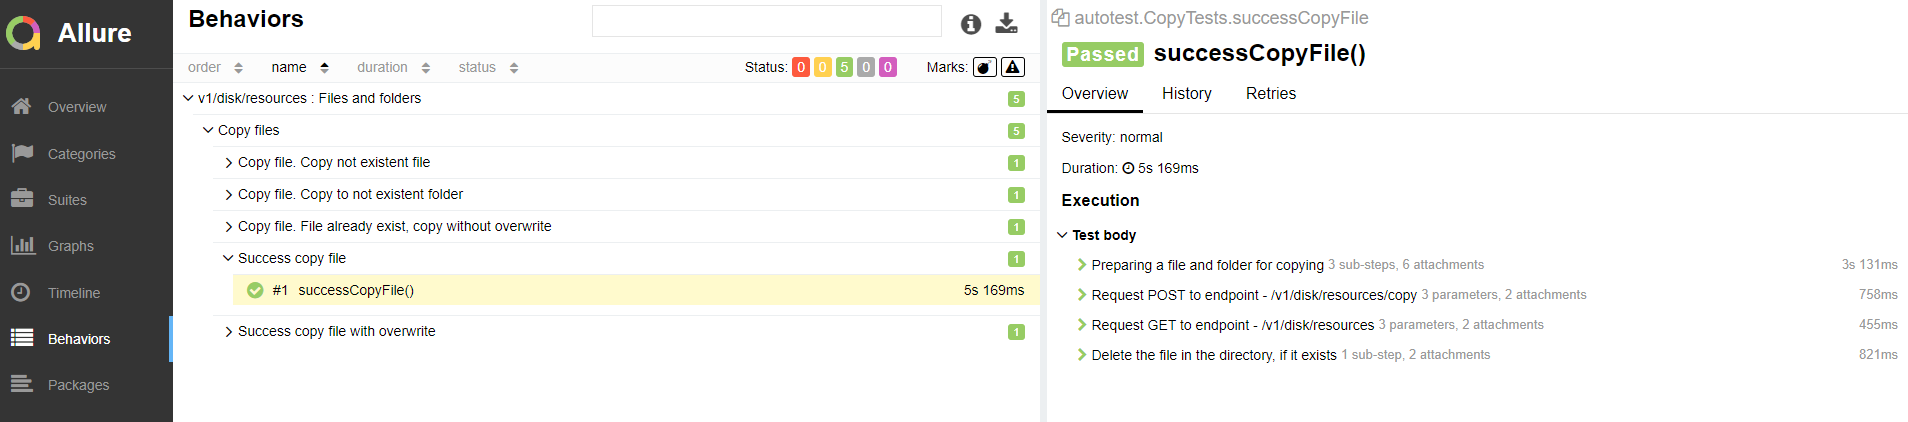 Allure
Overview
Categories
Suites
Graphs
Timeline
Behaviors
Packages
Behaviors
order name duration status Status: 0 0 5 0 0 Marks:
v1/disk/resources : Files and folders 5
Copy files 5
Copy file. Copy not existent file 1
Copy file. Copy to not existent folder 1
Copy file. File already exist, copy without overwrite 1
Success copy file 1
#1 successCopyFile() 5s 169ms
Success copy file with overwrite 1
autotest.CopyTests.successCopyFile
Passed successCopyFile()
Overview History Retries
Severity: normal
Duration: 5s 169ms
Execution
Test body
Preparing a file and folder for copying 3 sub-steps, 6 attachments 3s 131ms
Request POST to endpoint - /v1/disk/resources/copy 3 parameters, 2 attachments 758ms
Request GET to endpoint - /v1/disk/resources 3 parameters, 2 attachments 455ms
Delete the file in the directory, if it exists 1 sub-step, 2 attachments 821ms